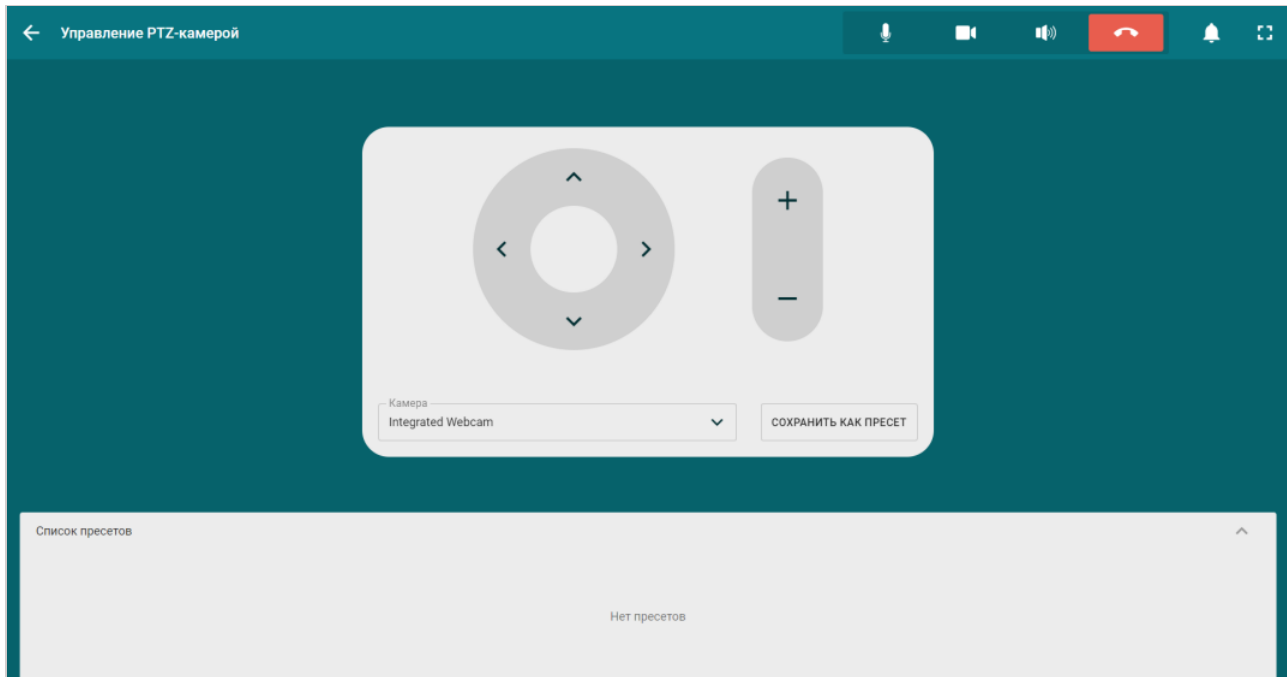 Управление PTZ-камерой
Камера
Integrated Webcam
СОХРАНИТЬ КАК ПРЕСЕТ
Список пресетов
Нет пресетов